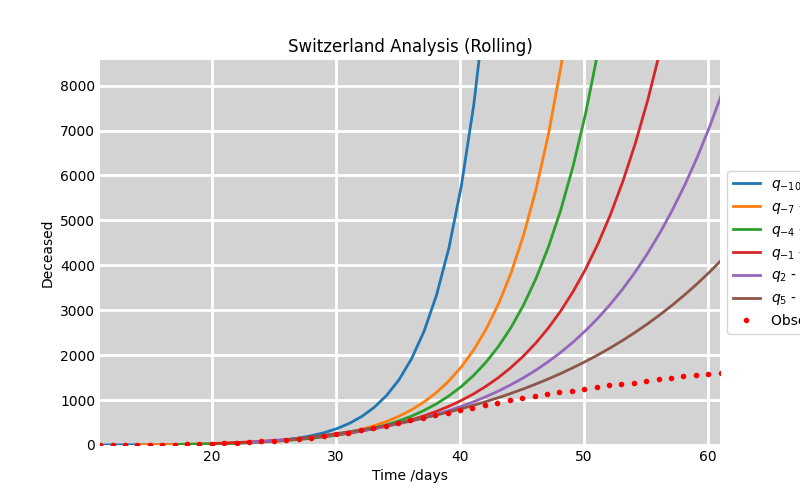 Switzerland Analysis (Rolling)
Deceased
8000
7000
6000
5000
4000
3000
2000
1000
0
20
30
40
50
60
Time /days
q₋₁₀
q₋₇
q₋₄
q₋₁
q₂ -
q₅ -